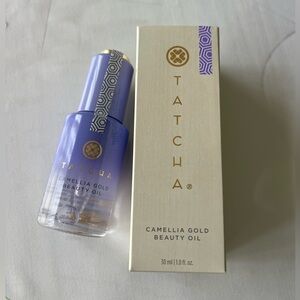 TATCHA
CAMELLIA GOLD
BEAUTY OIL
TATCHA®
CAMELLIA GOLD
BEAUTY OIL
30 ml | 1.0 fl. oz.